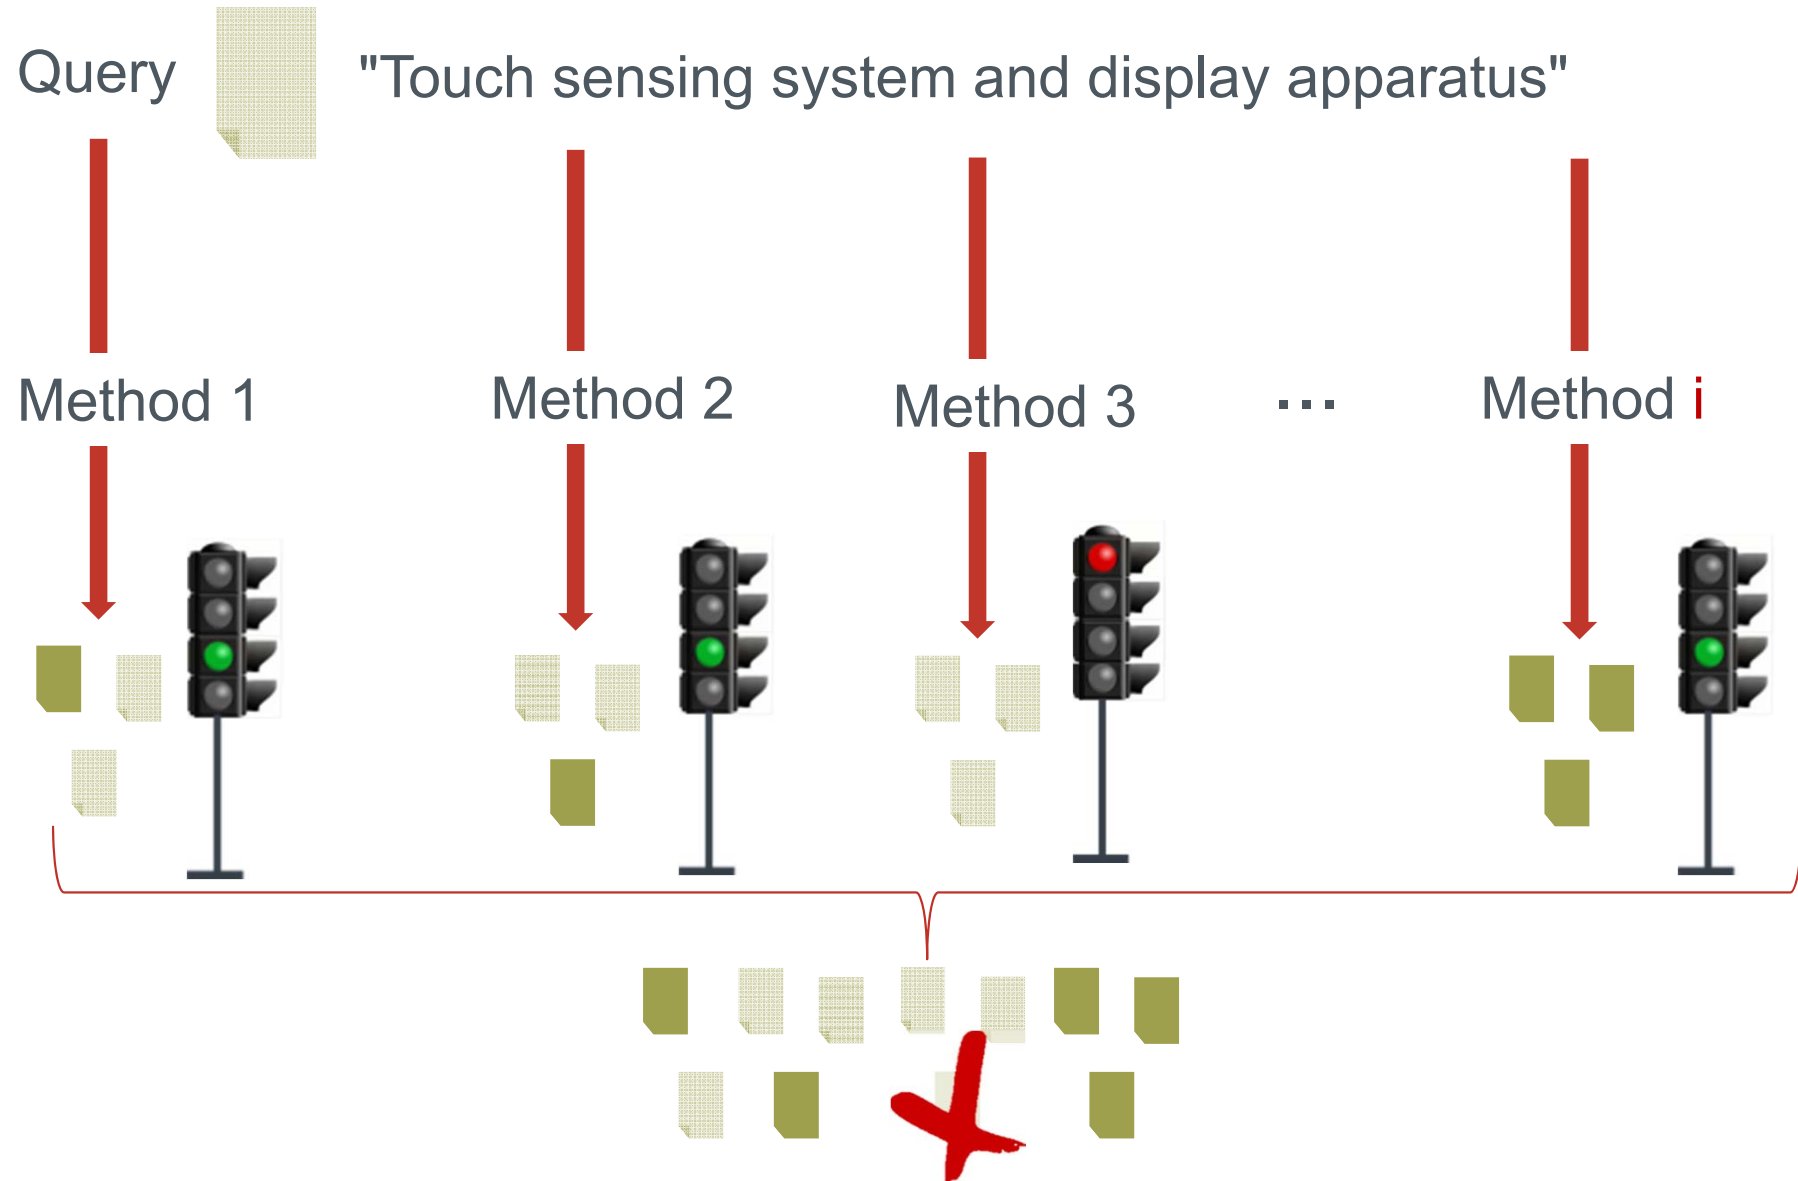 Query "Touch sensing system and display apparatus"
Method 1 Method 2 Method 3 ... Method i